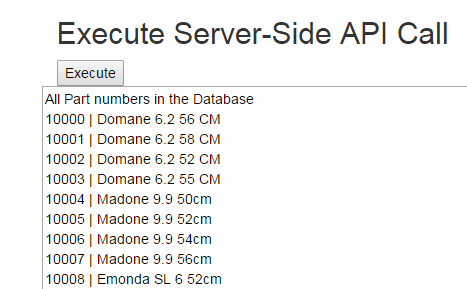 Execute Server-Side API Call
Execute
All Part numbers in the Database
10000 | Domane 6.2 56 CM
10001 | Domane 6.2 58 CM
10002 | Domane 6.2 52 CM
10003 | Domane 6.2 55 CM
10004 | Madone 9.9 50cm
10005 | Madone 9.9 52cm
10006 | Madone 9.9 54cm
10007 | Madone 9.9 56cm
10008 | Emonda SL 6 52cm